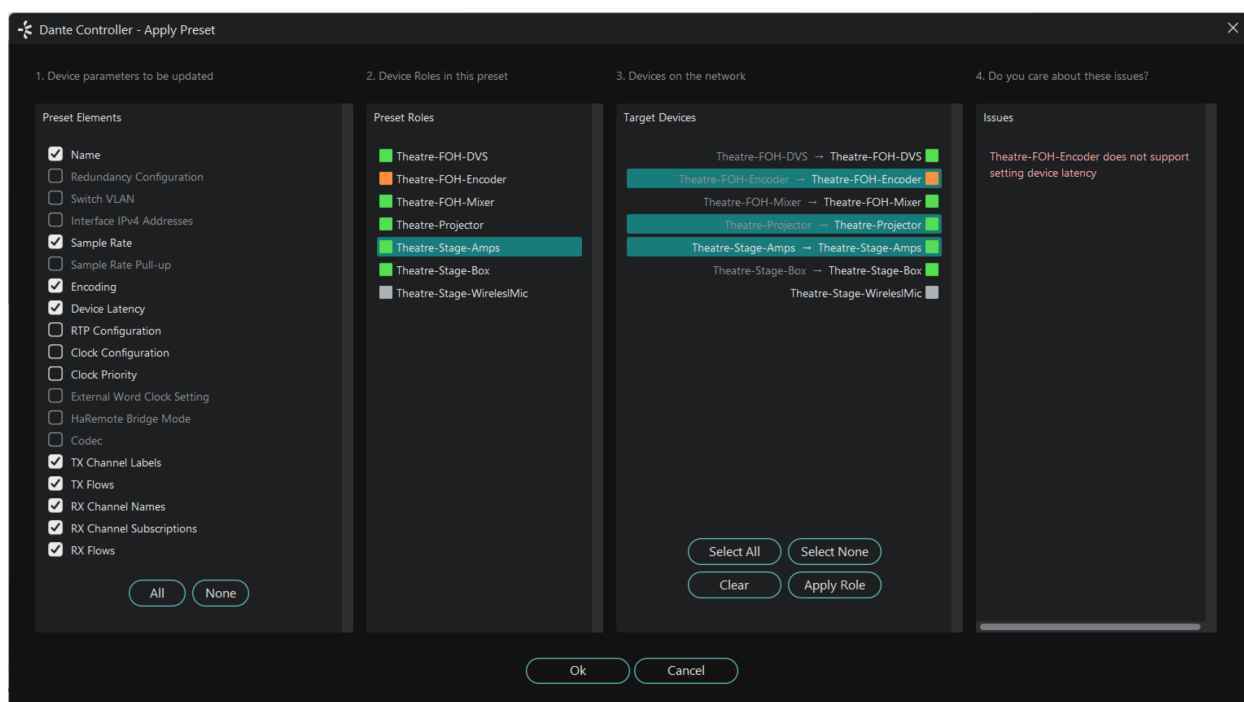 Dante Controller - Apply Preset
1. Device parameters to be updated
2. Device Roles in this preset
3. Devices on the network
4. Do you care about these issues?
Preset Elements
Name
Redundancy Configuration
Switch VLAN
Interface IPv4 Addresses
Sample Rate
Sample Rate Pull-up
Encoding
Device Latency
RTP Configuration
Clock Configuration
Clock Priority
External Word Clock Setting
HaRemote Bridge Mode
Codec
TX Channel Labels
TX Flows
RX Channel Names
RX Channel Subscriptions
RX Flows
All
None
Preset Roles
Theatre-FOH-DVS
Theatre-FOH-Encoder
Theatre-FOH-Mixer
Theatre-Projector
Theatre-Stage-Amps
Theatre-Stage-Box
Theatre-Stage-WireleslMic
Target Devices
Theatre-FOH-DVS → Theatre-FOH-DVS
Theatre-FOH-Encoder → Theatre-FOH-Encoder
Theatre-FOH-Mixer → Theatre-FOH-Mixer
Theatre-Projector → Theatre-Projector
Theatre-Stage-Amps → Theatre-Stage-Amps
Theatre-Stage-Box → Theatre-Stage-Box
Theatre-Stage-WireleslMic
Select All
Select None
Clear
Apply Role
Issues
Theatre-FOH-Encoder does not support
setting device latency
Ok
Cancel